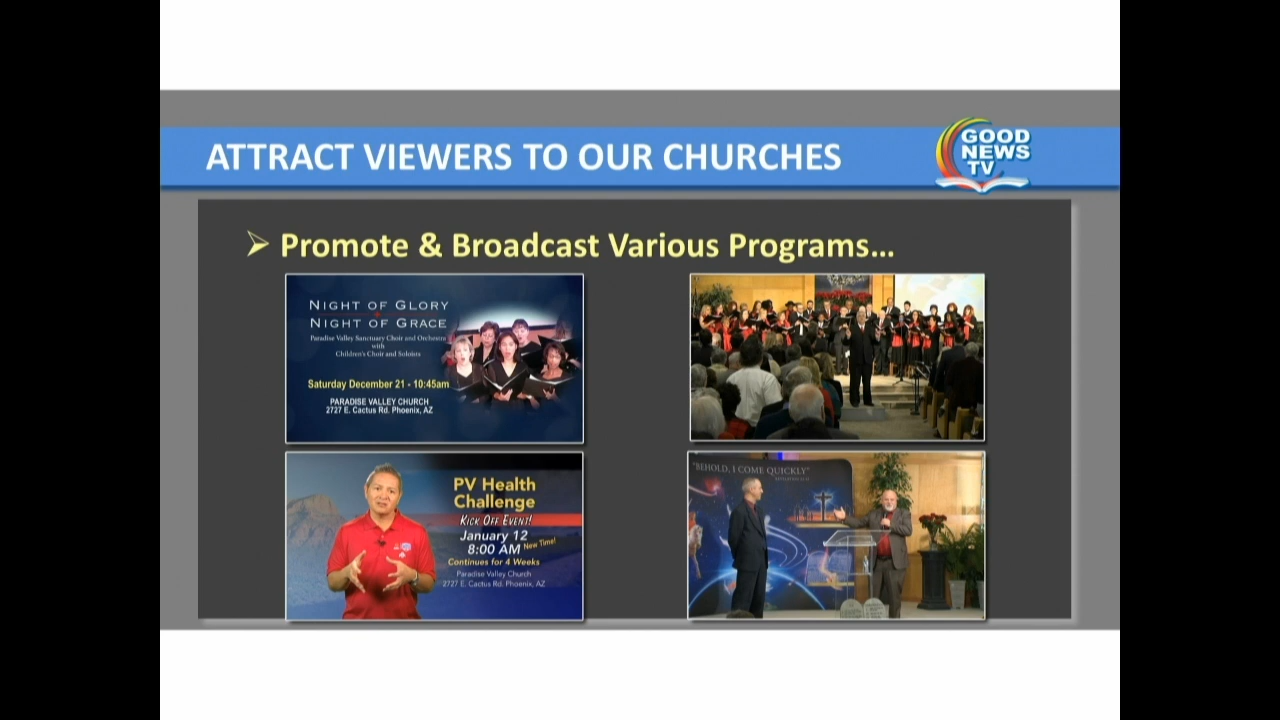 ATTRACT VIEWERS TO OUR CHURCHES
GOOD
NEWS
TV
➢ Promote & Broadcast Various Programs...
NIGHT OF GLORY
NIGHT OF GRACE
Paradise Valley Sanctuary Choir and Orchestra
with
Children's Choir and Soloists
Saturday December 21 - 10:45am
PARADISE VALLEY CHURCH
2727 E. Cactus Rd. Phoenix, AZ
PV Health
Challenge
KICK OFF EVENT!
January 12
8:00 AM New Time!
Continues for 4 Weeks
Paradise Valley Church
2727 E. Cactus Rd. Phoenix, AZ
"BEHOLD, I COME QUICKLY"